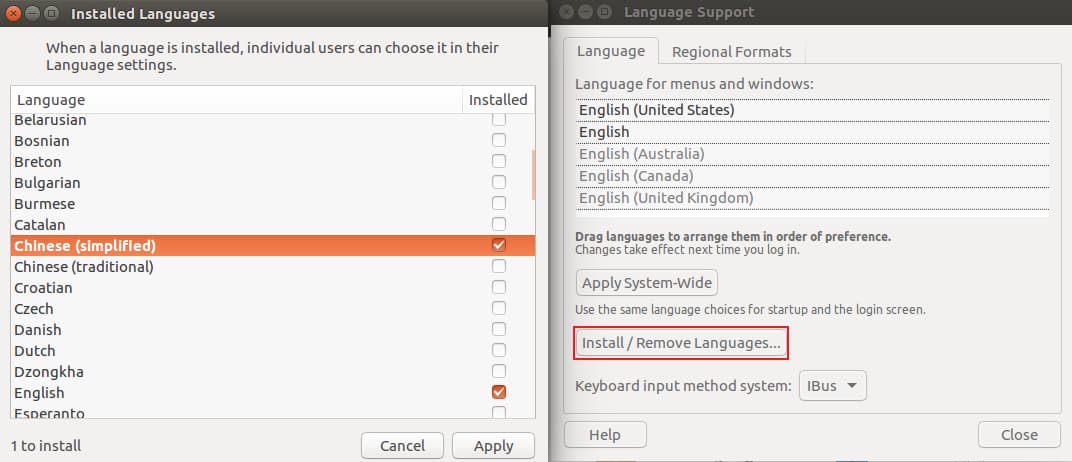 Installed Languages
When a language is installed, individual users can choose it in their
Language settings.
Language Installed
Belarusian
Bosnian
Breton
Bulgarian
Burmese
Catalan
Chinese (simplified)
Chinese (traditional)
Croatian
Czech
Danish
Dutch
Dzongkha
English
Esperanto
1 to install
Cancel
Apply
Language Support
Language
Regional Formats
Language for menus and windows:
English (United States)
English
English (Australia)
English (Canada)
English (United Kingdom)
Drag languages to arrange them in order of preference.
Changes take effect next time you log in.
Apply System-Wide
Use the same language choices for startup and the login screen.
Install / Remove Languages...
Keyboard input method system: IBus
Help
Close